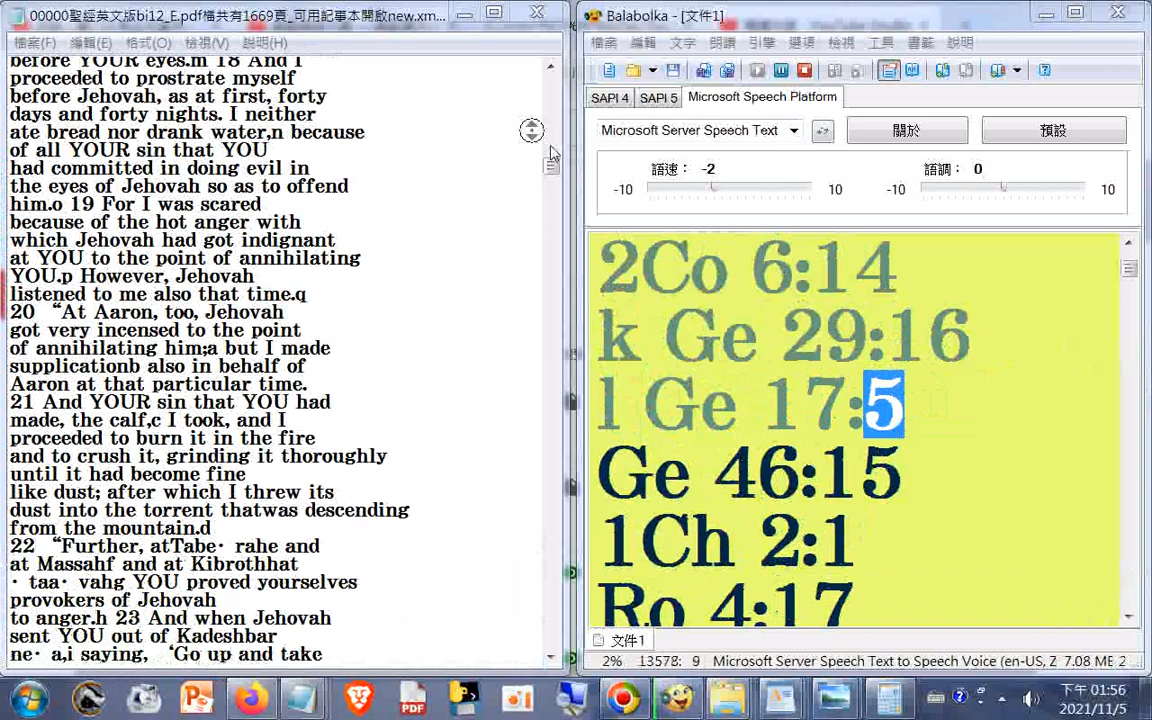 00000聖經英文版bi12_E.pdf檔共有1669頁_可用記事本開啟new.xm...
檔案(F) 編輯(E) 格式(O) 檢視(V) 說明(H)
before YOUR eyes.m 18 And I
proceeded to prostrate myself
before Jehovah, as at first, forty
days and forty nights. I neither
ate bread nor drank water,n because
of all YOUR sin that YOU
had committed in doing evil in
the eyes of Jehovah so as to offend
him.o 19 For I was scared
because of the hot anger with
which Jehovah had got indignant
at YOU to the point of annihilating
YOU.p However, Jehovah
listened to me also that time.q
20 “At Aaron, too, Jehovah
got very incensed to the point
of annihilating him;a but I made
supplicationb also in behalf of
Aaron at that particular time.
21 And YOUR sin that YOU had
made, the calf,c I took, and I
proceeded to burn it in the fire
and to crush it, grinding it thoroughly
until it had become fine
like dust; after which I threw its
dust into the torrent thatwas descending
from the mountain.d
22 “Further, atTabe· rahe and
at Massahf and at Kibrothhat
· taa· vahg YOU proved yourselves
provokers of Jehovah
to anger.h 23 And when Jehovah
sent YOU out of Kadeshbar
ne· a,i saying, ‘Go up and take
Balabolka - [文件1]
檔案 編輯 文字 朗讀 引擎 選項 檢視 工具 書籤 說明
SAPI 4 SAPI 5 Microsoft Speech Platform
Microsoft Server Speech Text 關於 預設
語速： -2 語調： 0
-10 10 -10 10
2Co 6:14
k Ge 29:16
l Ge 17:5
Ge 46:15
1Ch 2:1
Ro 4:17
文件1
2% 13578: 9 Microsoft Server Speech Text to Speech Voice (en-US, Z 7.08 MB 2
PDF
下午 01:56
2021/11/5